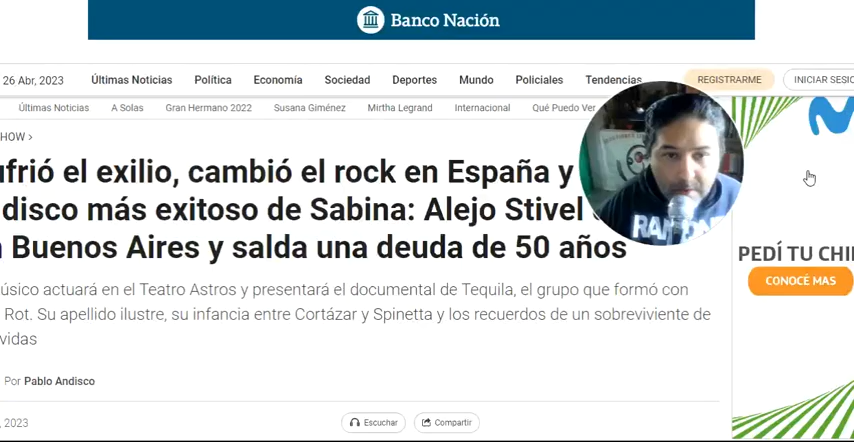 Banco Nación
26 Abr, 2023 Últimas Noticias Política Economía Sociedad Deportes Mundo Policiales Tendencias REGISTRARME INICIAR SESIC
Últimas Noticias A Solas Gran Hermano 2022 Susana Giménez Mirtha Legrand Internacional Qué Puedo Ver
HOW >
ufrió el exilio, cambió el rock en España y
disco más exitoso de Sabina: Alejo Stivel
n Buenos Aires y salda una deuda de 50 años
úsico actuará en el Teatro Astros y presentará el documental de Tequila, el grupo que formó con
Rot. Su apellido ilustre, su infancia entre Cortázar y Spinetta y los recuerdos de un sobreviviente de
vidas
Por Pablo Andisco
, 2023 Escuchar Compartir
PEDÍ TU CHI
CONOCÉ MAS